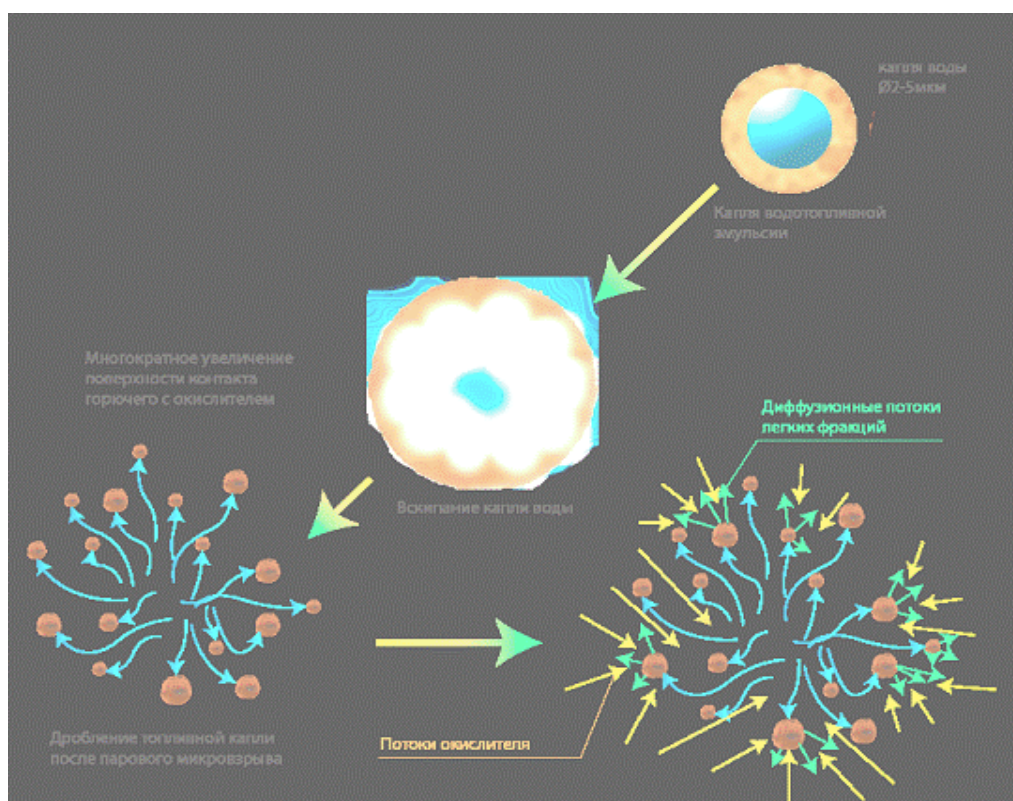 капля воды
Ø2-5мкм
Капля водотопливной
эмульсии
Многократное увеличение
поверхности контакта
горючего с окислителем
Диффузионные потоки
легких фракций
Вскипание капли воды
Дробление топливной капли
после парового микровзрыва
Потоки окислителя